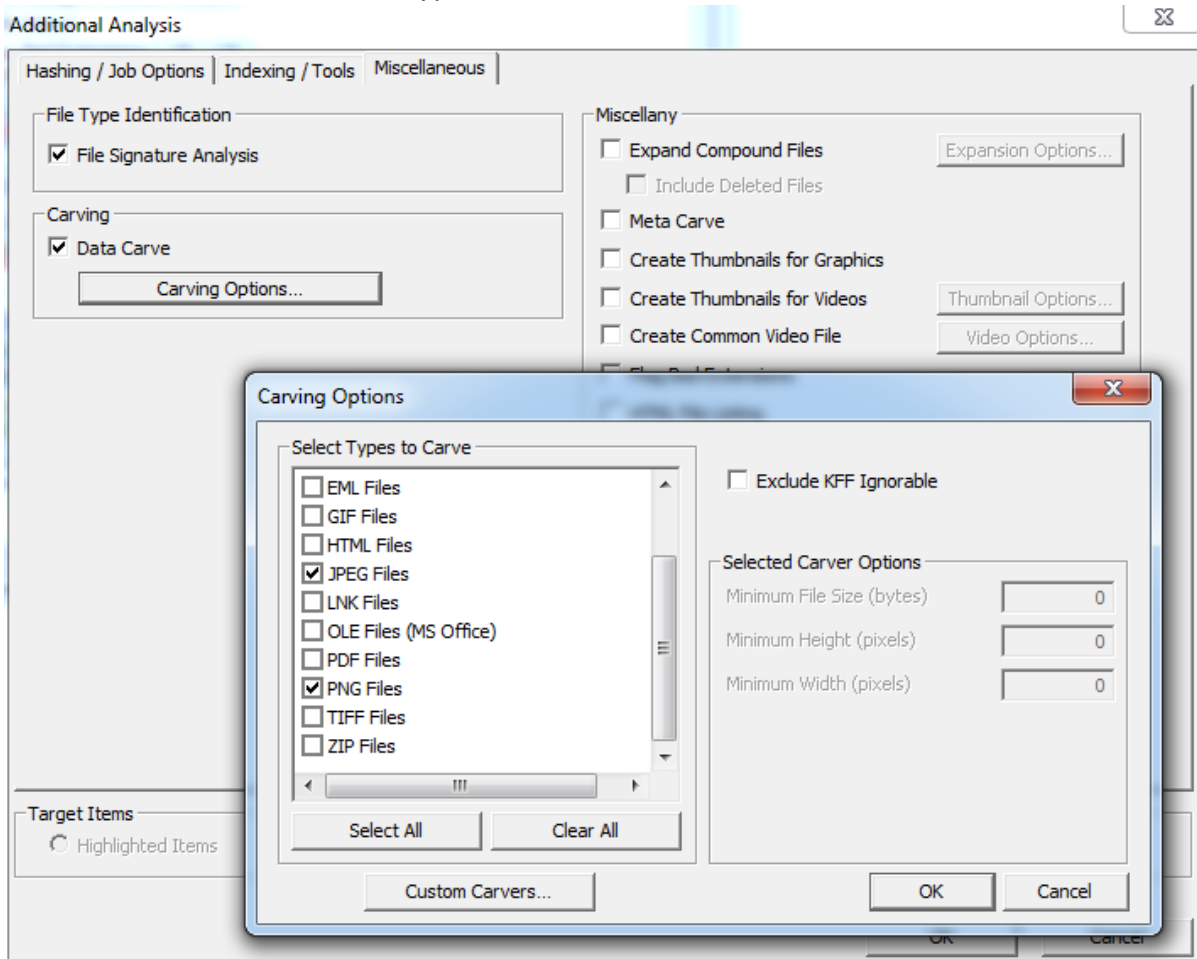 Additional Analysis
Hashing / Job Options
Indexing / Tools
Miscellaneous
File Type Identification
File Signature Analysis
Carving
Data Carve
Carving Options...
Miscellany
Expand Compound Files
Expansion Options...
Include Deleted Files
Meta Carve
Create Thumbnails for Graphics
Create Thumbnails for Videos
Thumbnail Options...
Create Common Video File
Video Options...
Carving Options
Select Types to Carve
EML Files
GIF Files
HTML Files
JPEG Files
LNK Files
OLE Files (MS Office)
PDF Files
PNG Files
TIFF Files
ZIP Files
Select All
Clear All
Custom Carvers...
Exclude KFF Ignorable
Selected Carver Options
Minimum File Size (bytes)
0
Minimum Height (pixels)
0
Minimum Width (pixels)
0
OK
Cancel
Target Items
Highlighted Items
OK
Cancel